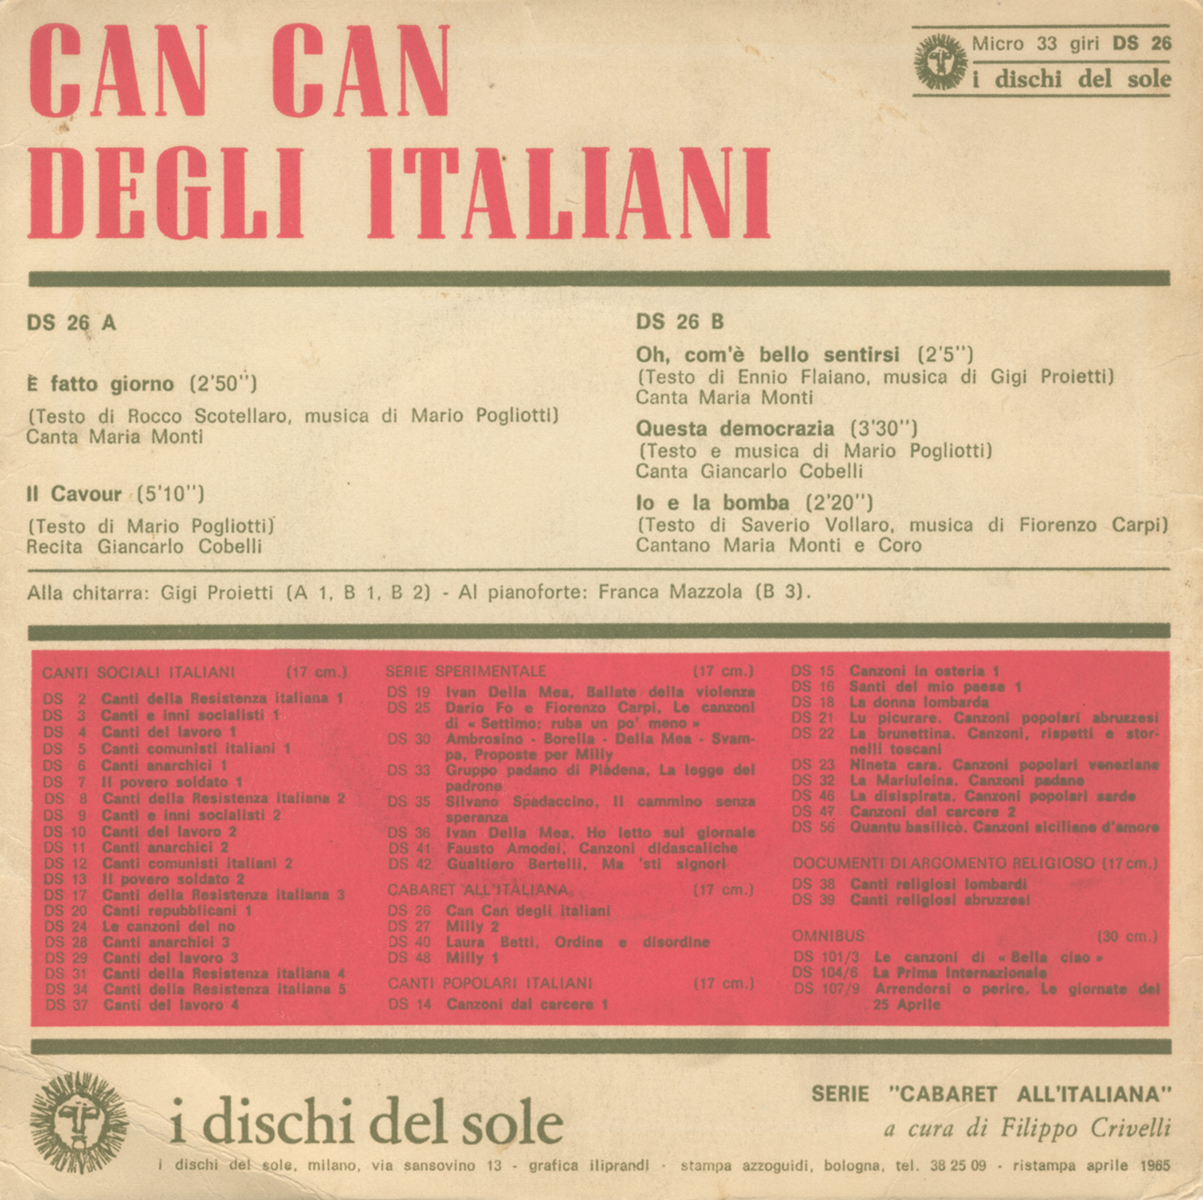 CAN CAN
DEGLI ITALIANI
Micro 33 giri DS 26
i dischi del sole
DS 26 A
È fatto giorno (2'50'')
(Testo di Rocco Scotellaro, musica di Mario Pogliotti)
Canta Maria Monti
Il Cavour (5'10'')
(Testo di Mario Pogliotti)
Recita Giancarlo Cobelli
DS 26 B
Oh, com'è bello sentirsi (2'5'')
(Testo di Ennio Flaiano, musica di Gigi Proietti)
Canta Maria Monti
Questa democrazia (3'30'')
(Testo e musica di Mario Pogliotti)
Canta Giancarlo Cobelli
Io e la bomba (2'20'')
(Testo di Saverio Vollaro, musica di Fiorenzo Carpi)
Cantano Maria Monti e Coro
Alla chitarra: Gigi Proietti (A 1, B 1, B 2) - Al pianoforte: Franca Mazzola (B 3).
CANTI SOCIALI ITALIANI (17 cm.)
DS 2 Canti della Resistenza italiana 1
DS 3 Canti e inni socialisti 1
DS 4 Canti del lavoro 1
DS 5 Canti comunisti italiani 1
DS 6 Canti anarchici 1
DS 7 Il povero soldato 1
DS 8 Canti della Resistenza italiana 2
DS 9 Canti e inni socialisti 2
DS 10 Canti del lavoro 2
DS 11 Canti anarchici 2
DS 12 Canti comunisti italiani 2
DS 13 Il povero soldato 2
DS 17 Canti della Resistenza italiana 3
DS 20 Canti repubblicani 1
DS 24 Le canzoni del no
DS 28 Canti anarchici 3
DS 29 Canti del lavoro 3
DS 31 Canti della Resistenza italiana 4
DS 34 Canti della Resistenza italiana 5
DS 37 Canti del lavoro 4
SERIE SPERIMENTALE (17 cm.)
DS 19 Ivan Della Mea, Ballate della violenza
DS 25 Dario Fo e Fiorenzo Carpi, Le canzoni
di « Settimo: ruba un po' meno »
DS 30 Ambrosino - Borella - Della Mea - Svam-
pa, Proposte per Milly
DS 33 Gruppo padano di Piàdena, La legge del
padrone
DS 35 Silvano Spadaccino, Il cammino senza
speranza
DS 36 Ivan Della Mea, Ho letto sul giornale
DS 41 Fausto Amodei, Canzoni didascaliche
DS 42 Gualtiero Bertelli, Ma 'sti signori
CABARET ALL'ITALIANA (17 cm.)
DS 26 Can Can degli italiani
DS 27 Milly 2
DS 40 Laura Betti, Ordine e disordine
DS 48 Milly 1
CANTI POPOLARI ITALIANI (17 cm.)
DS 14 Canzoni dal carcere 1
DS 15 Canzoni in osteria 1
DS 16 Santi del mio paese 1
DS 18 La donna lombarda
DS 21 Lu picurare. Canzoni popolari abruzzesi
DS 22 La brunettina. Canzoni, rispetti e stor-
nelli toscani
DS 23 Nineta cara. Canzoni popolari veneziane
DS 32 La Mariuleina. Canzoni padane
DS 46 La disispirata. Canzoni popolari sarde
DS 47 Canzoni dal carcere 2
DS 56 Quantu basilicò. Canzoni siciliane d'amore
DOCUMENTI DI ARGOMENTO RELIGIOSO (17 cm.)
DS 38 Canti religiosi lombardi
DS 39 Canti religiosi abruzzesi
OMNIBUS (30 cm.)
DS 101/3 Le canzoni di « Bella ciao »
DS 104/6 La Prima Internazionale
DS 107/9 Arrendersi o perire. Le giornate del
25 Aprile
i dischi del sole
SERIE "CABARET ALL'ITALIANA"
a cura di Filippo Crivelli
i dischi del sole, milano, via sansovino 13 - grafica iliprandi - stampa azzoguidi, bologna, tel. 38 25 09 - ristampa aprile 1965